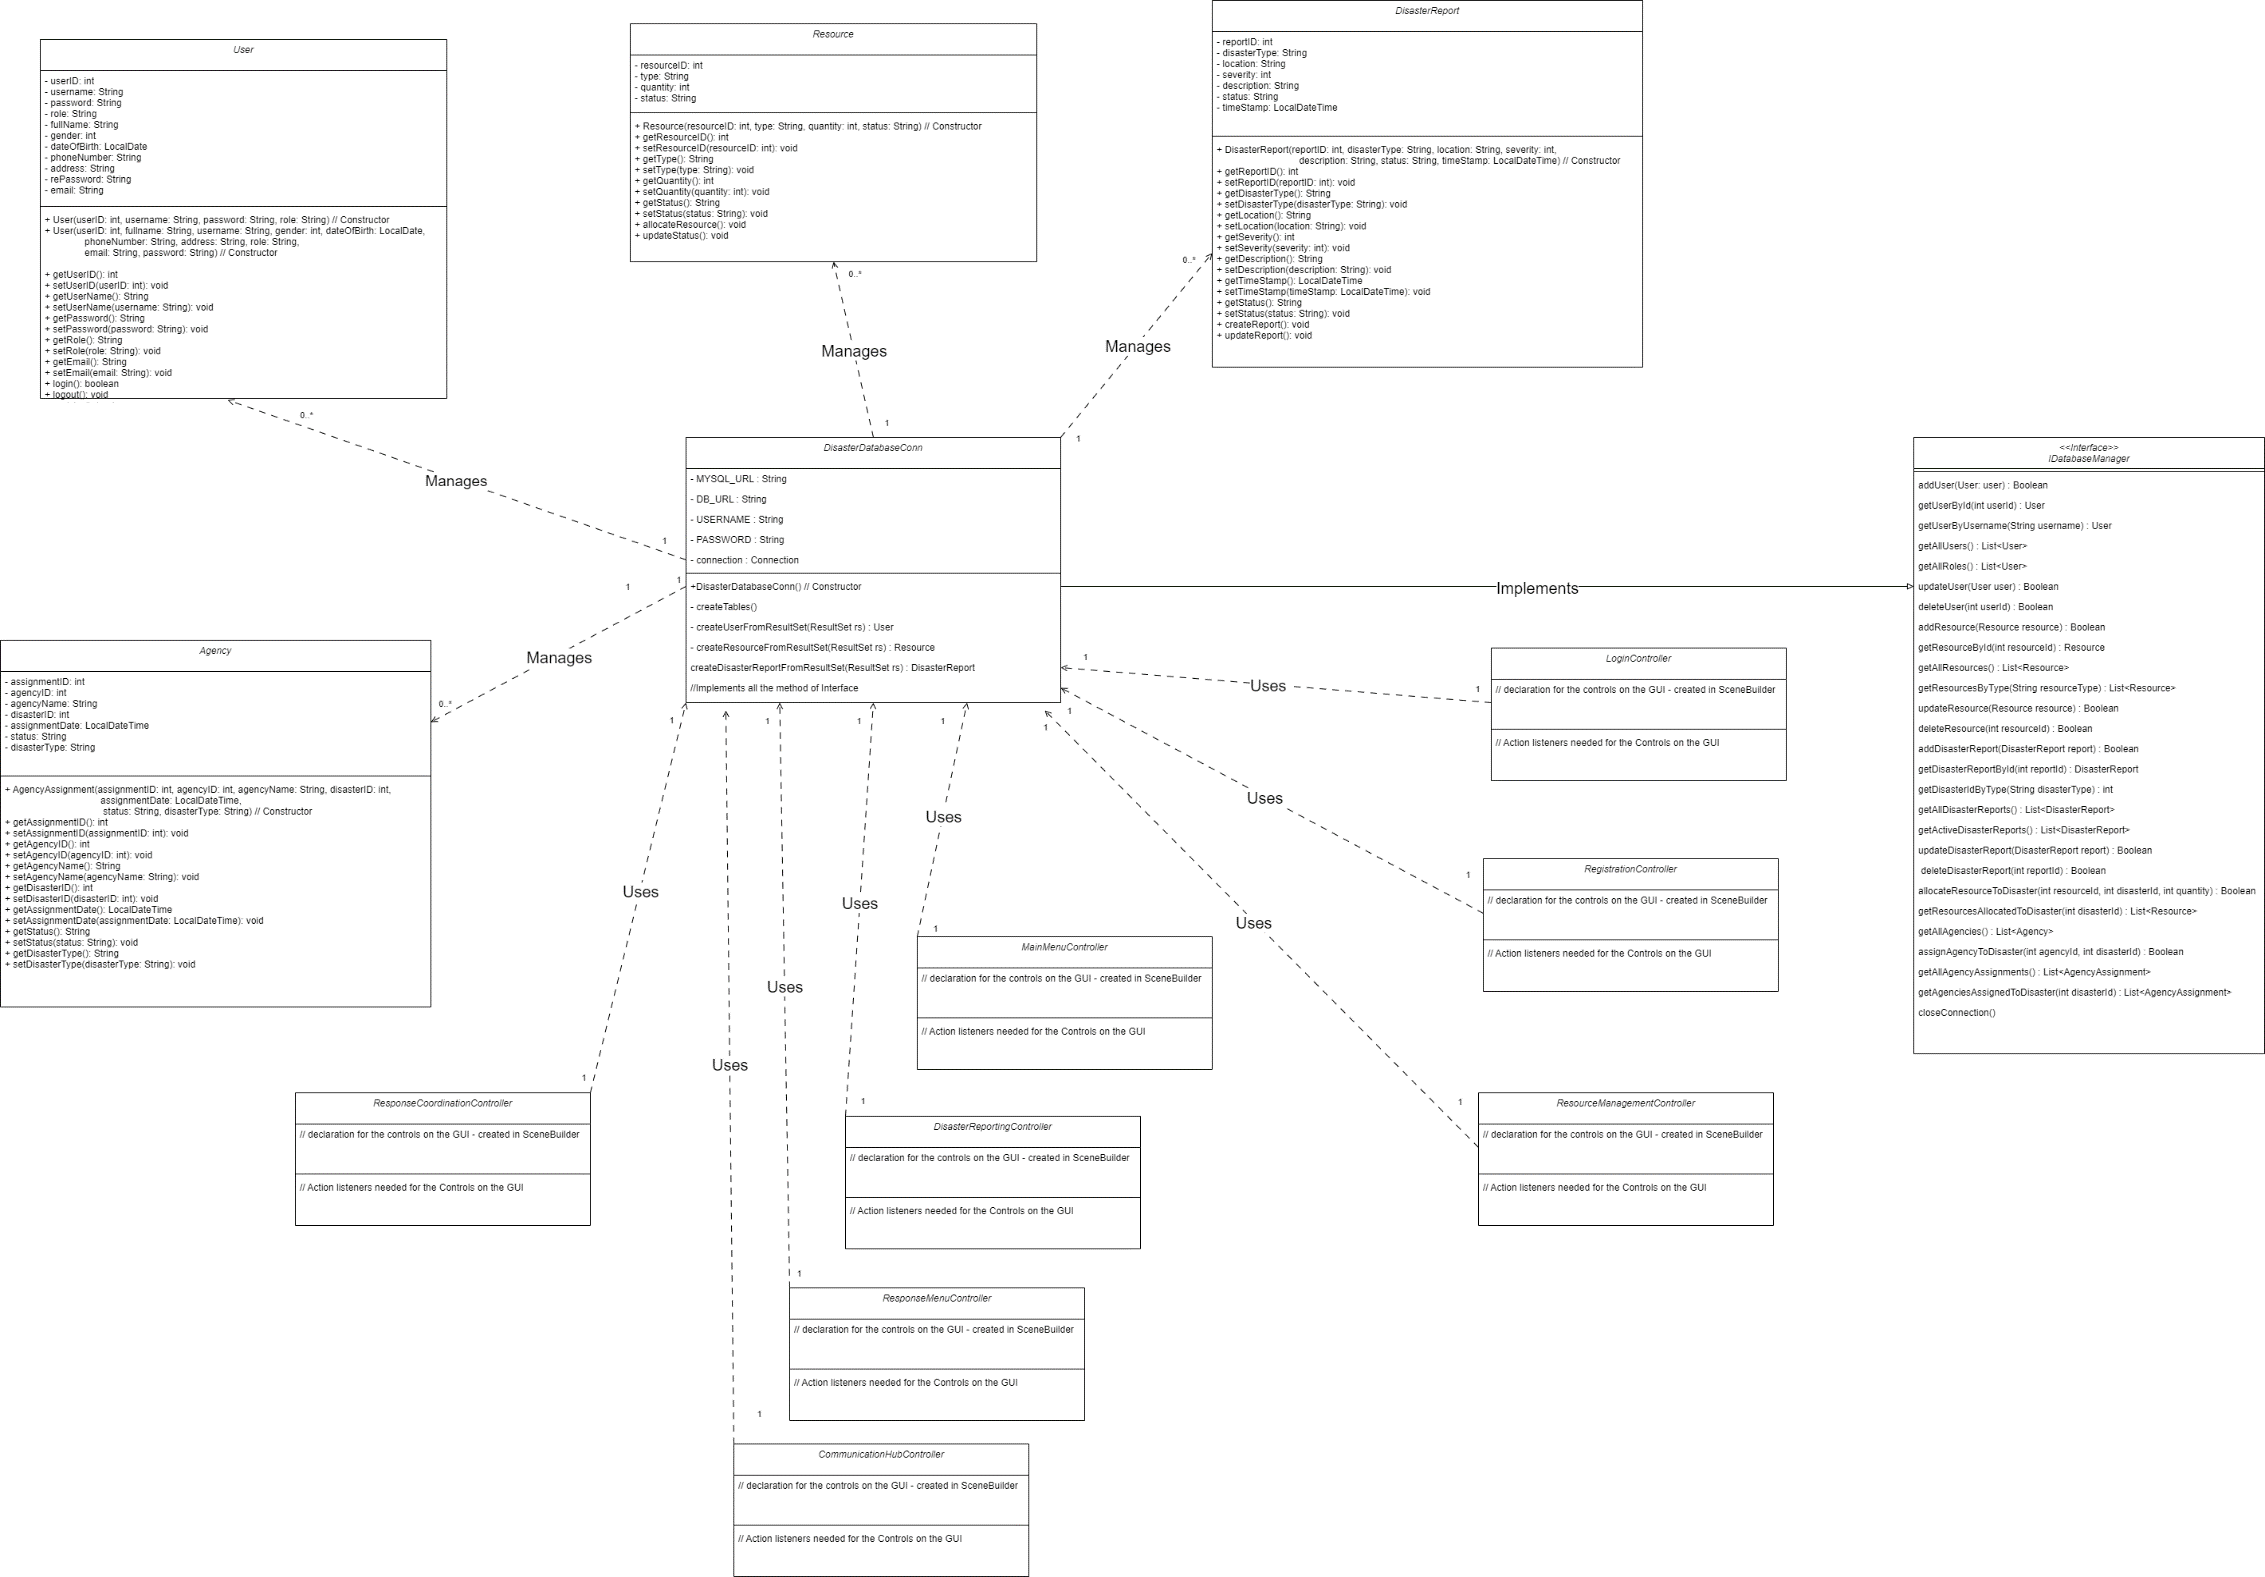 User
- userID: int
- username: String
- password: String
- role: String
- fullName: String
- gender: int
- dateOfBirth: LocalDate
- phoneNumber: String
- address: String
- rePassword: String
- email: String
+ User(userID: int, username: String, password: String, role: String) // Constructor
+ User(userID: int, fullname: String, username: String, gender: int, dateOfBirth: LocalDate,
phoneNumber: String, address: String, role: String,
email: String, password: String) // Constructor
+ getUserID(): int
+ setUserID(userID: int): void
+ getUserName(): String
+ setUserName(username: String): void
+ getPassword(): String
+ setPassword(password: String): void
+ getRole(): String
+ setRole(role: String): void
+ getEmail(): String
+ setEmail(email: String): void
+ login(): boolean
+ logout(): void
Resource
- resourceID: int
- type: String
- quantity: int
- status: String
+ Resource(resourceID: int, type: String, quantity: int, status: String) // Constructor
+ getResourceID(): int
+ setResourceID(resourceID: int): void
+ getType(): String
+ setType(type: String): void
+ getQuantity(): int
+ setQuantity(quantity: int): void
+ getStatus(): String
+ setStatus(status: String): void
+ allocateResource(): void
+ updateStatus(): void
DisasterReport
- reportID: int
- disasterType: String
- location: String
- severity: int
- description: String
- status: String
- timeStamp: LocalDateTime
+ DisasterReport(reportID: int, disasterType: String, location: String, severity: int,
description: String, status: String, timeStamp: LocalDateTime) // Constructor
+ getReportID(): int
+ setReportID(reportID: int): void
+ getDisasterType(): String
+ setDisasterType(disasterType: String): void
+ getLocation(): String
+ setLocation(location: String): void
+ getSeverity(): int
+ setSeverity(severity: int): void
+ getDescription(): String
+ setDescription(description: String): void
+ getTimeStamp(): LocalDateTime
+ setTimeStamp(timeStamp: LocalDateTime): void
+ getStatus(): String
+ setStatus(status: String): void
+ createReport(): void
+ updateReport(): void
0..*
Manages
1
0..*
Manages
1
0..*
Manages
1
DisasterDatabaseConn
- MYSQL_URL : String
- DB_URL : String
- USERNAME : String
- PASSWORD : String
- connection : Connection
+DisasterDatabaseConn() // Constructor
- createTables()
- createUserFromResultSet(ResultSet rs) : User
- createResourceFromResultSet(ResultSet rs) : Resource
createDisasterReportFromResultSet(ResultSet rs) : DisasterReport
//Implements all the method of Interface
1
1
Manages
0..*
Implements
<<Interface>>
IDatabaseManager
addUser(User: user) : Boolean
getUserById(int userId) : User
getUserByUsername(String username) : User
getAllUsers() : List<User>
getAllRoles() : List<User>
updateUser(User user) : Boolean
deleteUser(int userId) : Boolean
addResource(Resource resource) : Boolean
getResourceById(int resourceId) : Resource
getAllResources() : List<Resource>
getResourcesByType(String resourceType) : List<Resource>
updateResource(Resource resource) : Boolean
deleteResource(int resourceId) : Boolean
addDisasterReport(DisasterReport report) : Boolean
getDisasterReportById(int reportId) : DisasterReport
getDisasterIdByType(String disasterType) : int
getAllDisasterReports() : List<DisasterReport>
getActiveDisasterReports() : List<DisasterReport>
updateDisasterReport(DisasterReport report) : Boolean
deleteDisasterReport(int reportId) : Boolean
allocateResourceToDisaster(int resourceId, int disasterId, int quantity) : Boolean
getResourcesAllocatedToDisaster(int disasterId) : List<Resource>
getAllAgencies() : List<Agency>
assignAgencyToDisaster(int agencyId, int disasterId) : Boolean
getAllAgencyAssignments() : List<AgencyAssignment>
getAgenciesAssignedToDisaster(int disasterId) : List<AgencyAssignment>
closeConnection()
Agency
- assignmentID: int
- agencyID: int
- agencyName: String
- disasterID: int
- assignmentDate: LocalDateTime
- status: String
- disasterType: String
+ AgencyAssignment(assignmentID: int, agencyID: int, agencyName: String, disasterID: int,
assignmentDate: LocalDateTime,
status: String, disasterType: String) // Constructor
+ getAssignmentID(): int
+ setAssignmentID(assignmentID: int): void
+ getAgencyID(): int
+ setAgencyID(agencyID: int): void
+ getAgencyName(): String
+ setAgencyName(agencyName: String): void
+ getDisasterID(): int
+ setDisasterID(disasterID: int): void
+ getAssignmentDate(): LocalDateTime
+ setAssignmentDate(assignmentDate: LocalDateTime): void
+ getStatus(): String
+ setStatus(status: String): void
+ getDisasterType(): String
+ setDisasterType(disasterType: String): void
1
Uses
1
LoginController
// declaration for the controls on the GUI - created in SceneBuilder
// Action listeners needed for the Controls on the GUI
1
Uses
1
RegistrationController
// declaration for the controls on the GUI - created in SceneBuilder
// Action listeners needed for the Controls on the GUI
1
Uses
1
ResourceManagementController
// declaration for the controls on the GUI - created in SceneBuilder
// Action listeners needed for the Controls on the GUI
1
Uses
1
MainMenuController
// declaration for the controls on the GUI - created in SceneBuilder
// Action listeners needed for the Controls on the GUI
1
Uses
1
DisasterReportingController
// declaration for the controls on the GUI - created in SceneBuilder
// Action listeners needed for the Controls on the GUI
1
Uses
1
ResponseMenuController
// declaration for the controls on the GUI - created in SceneBuilder
// Action listeners needed for the Controls on the GUI
Uses
1
CommunicationHubController
// declaration for the controls on the GUI - created in SceneBuilder
// Action listeners needed for the Controls on the GUI
1
Uses
1
ResponseCoordinationController
// declaration for the controls on the GUI - created in SceneBuilder
// Action listeners needed for the Controls on the GUI